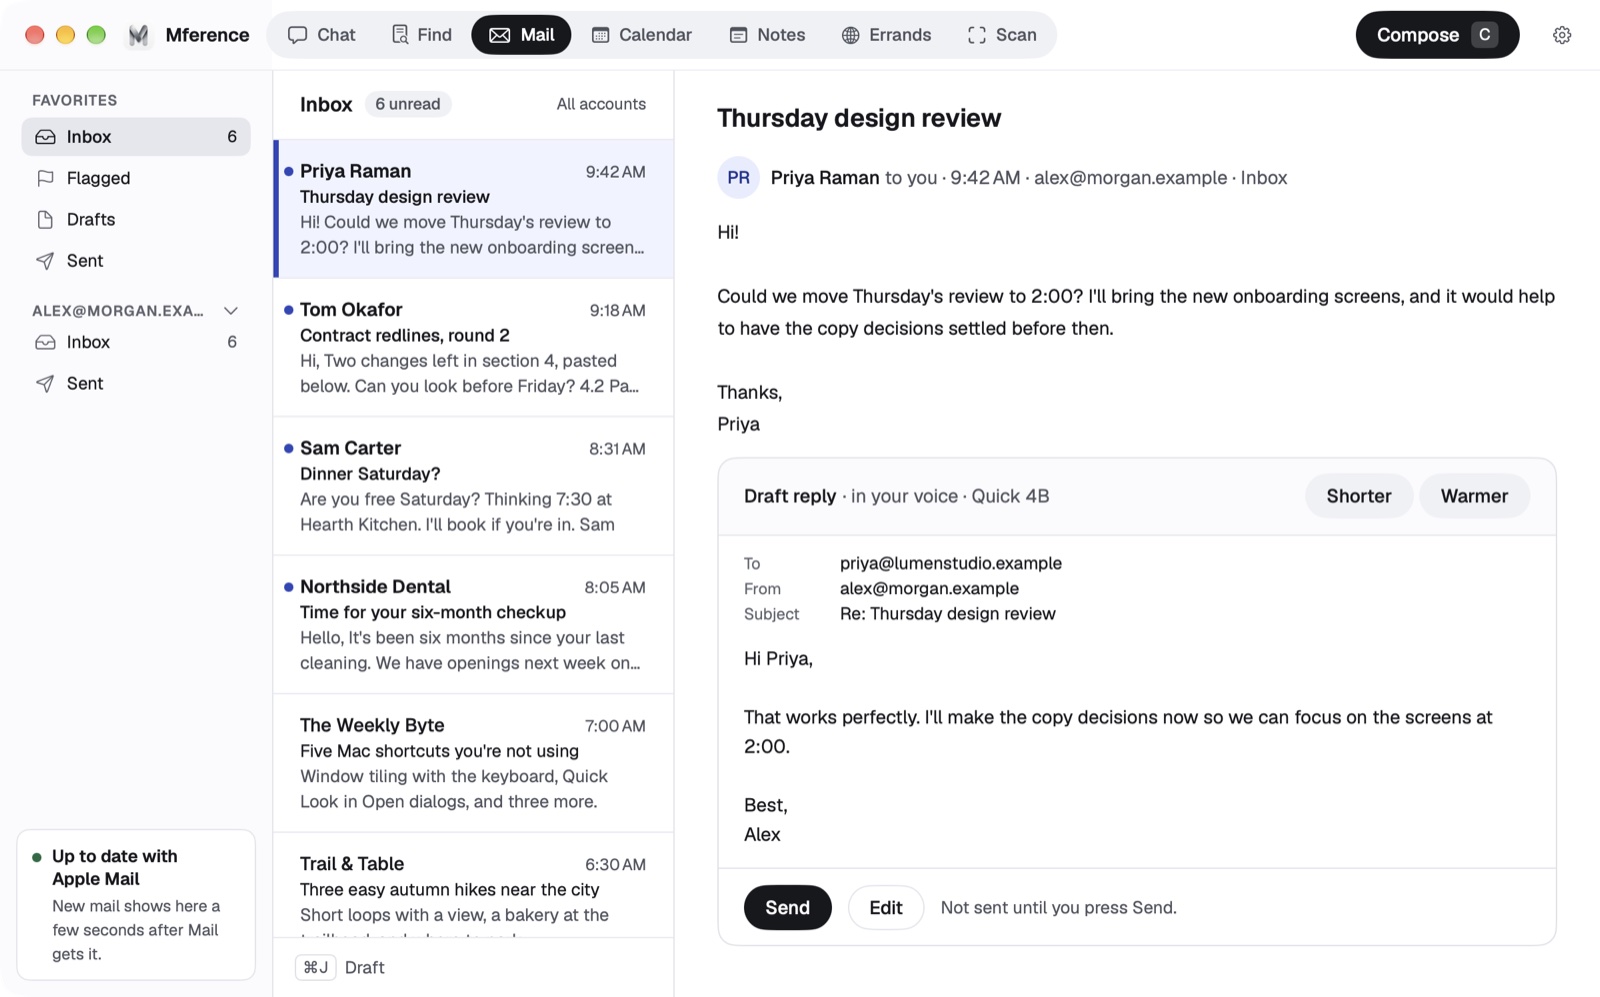 Mference
Chat
Find
Mail
Calendar
Notes
Errands
Scan
Compose C
FAVORITES
Inbox 6
Flagged
Drafts
Sent
ALEX@MORGAN.EXA...
Inbox 6
Sent
Up to date with
Apple Mail
New mail shows here a
few seconds after Mail
gets it.
Inbox 6 unread All accounts
Priya Raman 9:42 AM
Thursday design review
Hi! Could we move Thursday's review to
2:00? I'll bring the new onboarding screen...
Tom Okafor 9:18 AM
Contract redlines, round 2
Hi, Two changes left in section 4, pasted
below. Can you look before Friday? 4.2 Pa...
Sam Carter 8:31 AM
Dinner Saturday?
Are you free Saturday? Thinking 7:30 at
Hearth Kitchen. I'll book if you're in. Sam
Northside Dental 8:05 AM
Time for your six-month checkup
Hello, It's been six months since your last
cleaning. We have openings next week on...
The Weekly Byte 7:00 AM
Five Mac shortcuts you're not using
Window tiling with the keyboard, Quick
Look in Open dialogs, and three more.
Trail & Table 6:30 AM
Three easy autumn hikes near the city
Short loops with a view, a bakery at the
⌘J Draft
Thursday design review
PR Priya Raman to you · 9:42 AM · alex@morgan.example · Inbox
Hi!
Could we move Thursday's review to 2:00? I'll bring the new onboarding screens, and it would help
to have the copy decisions settled before then.
Thanks,
Priya
Draft reply · in your voice · Quick 4B
Shorter
Warmer
To priya@lumenstudio.example
From alex@morgan.example
Subject Re: Thursday design review
Hi Priya,
That works perfectly. I'll make the copy decisions now so we can focus on the screens at
2:00.
Best,
Alex
Send
Edit
Not sent until you press Send.